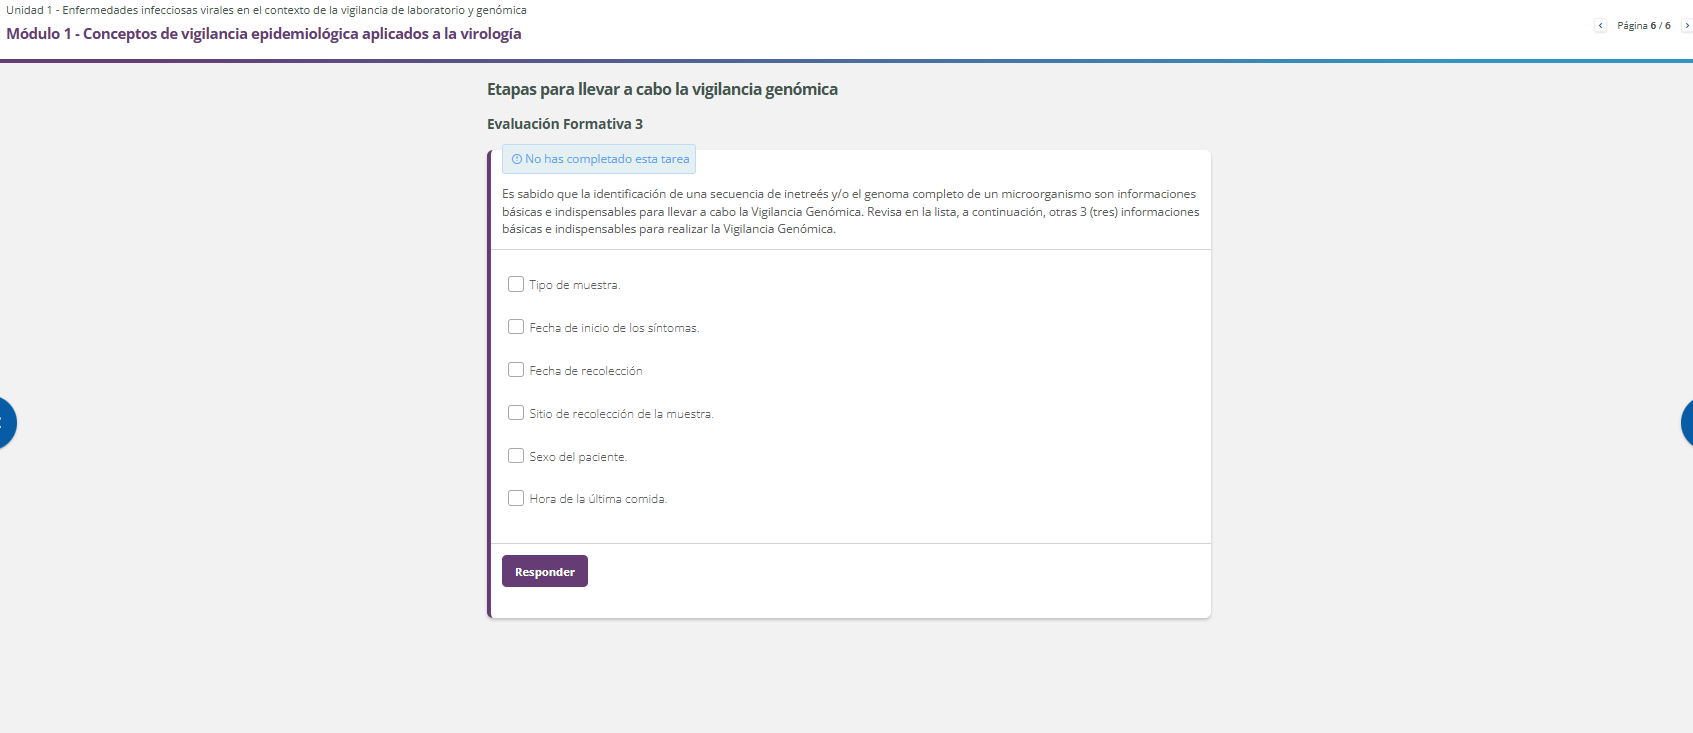 Unidad 1 - Enfermedades infecciosas virales en el contexto de la vigilancia de laboratorio y genómica
Módulo 1 - Conceptos de vigilancia epidemiológica aplicados a la virología
Página 6 / 6
Etapas para llevar a cabo la vigilancia genómica
Evaluación Formativa 3
No has completado esta tarea
Es sabido que la identificación de una secuencia de inetreés y/o el genoma completo de un microorganismo son informaciones
básicas e indispensables para llevar a cabo la Vigilancia Genómica. Revisa en la lista, a continuación, otras 3 (tres) informaciones
básicas e indispensables para realizar la Vigilancia Genómica.
Tipo de muestra.
Fecha de inicio de los síntomas.
Fecha de recolección
Sitio de recolección de la muestra.
Sexo del paciente.
Hora de la última comida.
Responder